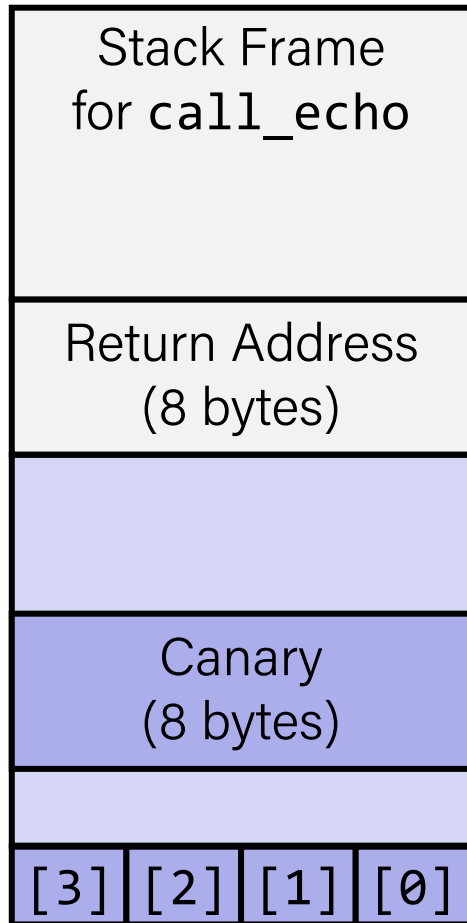 Stack Frame
for call_echo
Return Address
(8 bytes)
Canary
(8 bytes)
[3] [2] [1] [0]